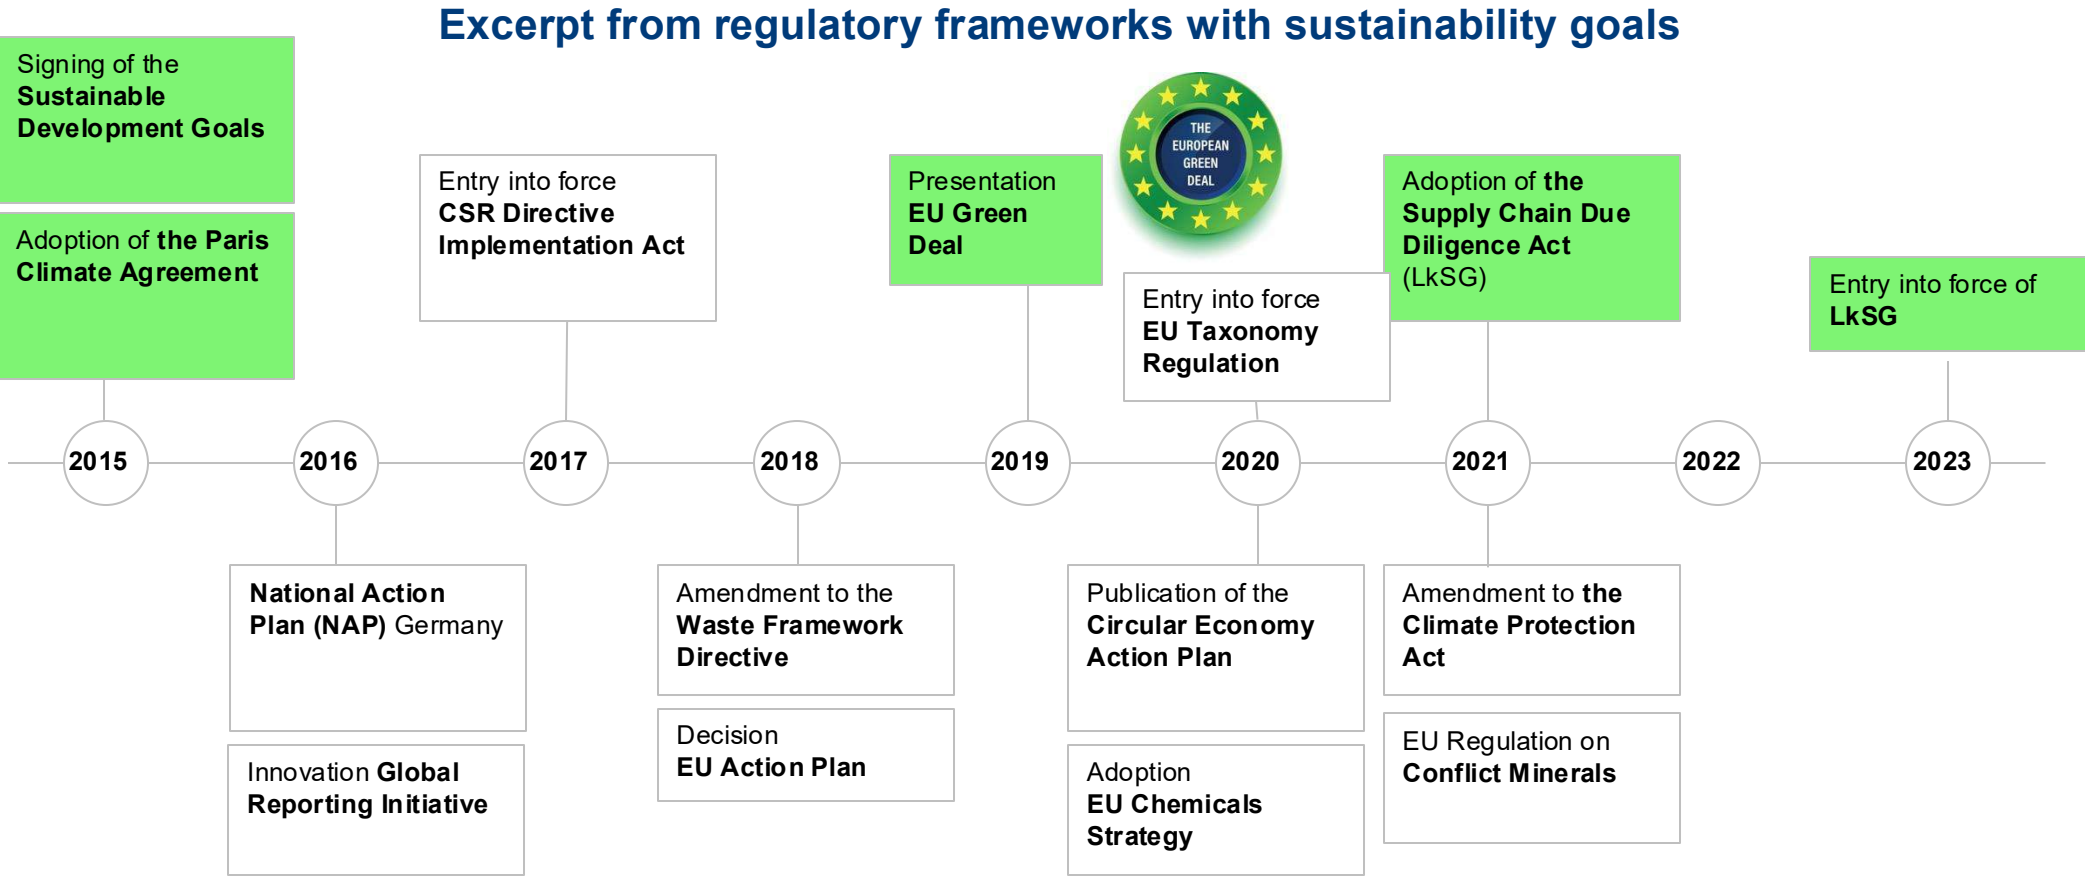 Excerpt from regulatory frameworks with sustainability goals
Signing of the
Sustainable
Development Goals
Adoption of the Paris
Climate Agreement
Entry into force
CSR Directive
Implementation Act
Presentation
EU Green
Deal
THE
EUROPEAN
GREEN
DEAL
Entry into force
EU Taxonomy
Regulation
Adoption of the
Supply Chain Due
Diligence Act
(LkSG)
Entry into force of
LkSG
2015
2016
2017
2018
2019
2020
2021
2022
2023
National Action
Plan (NAP) Germany
Innovation Global
Reporting Initiative
Amendment to the
Waste Framework
Directive
Decision
EU Action Plan
Publication of the
Circular Economy
Action Plan
Adoption
EU Chemicals
Strategy
Amendment to the
Climate Protection
Act
EU Regulation on
Conflict Minerals